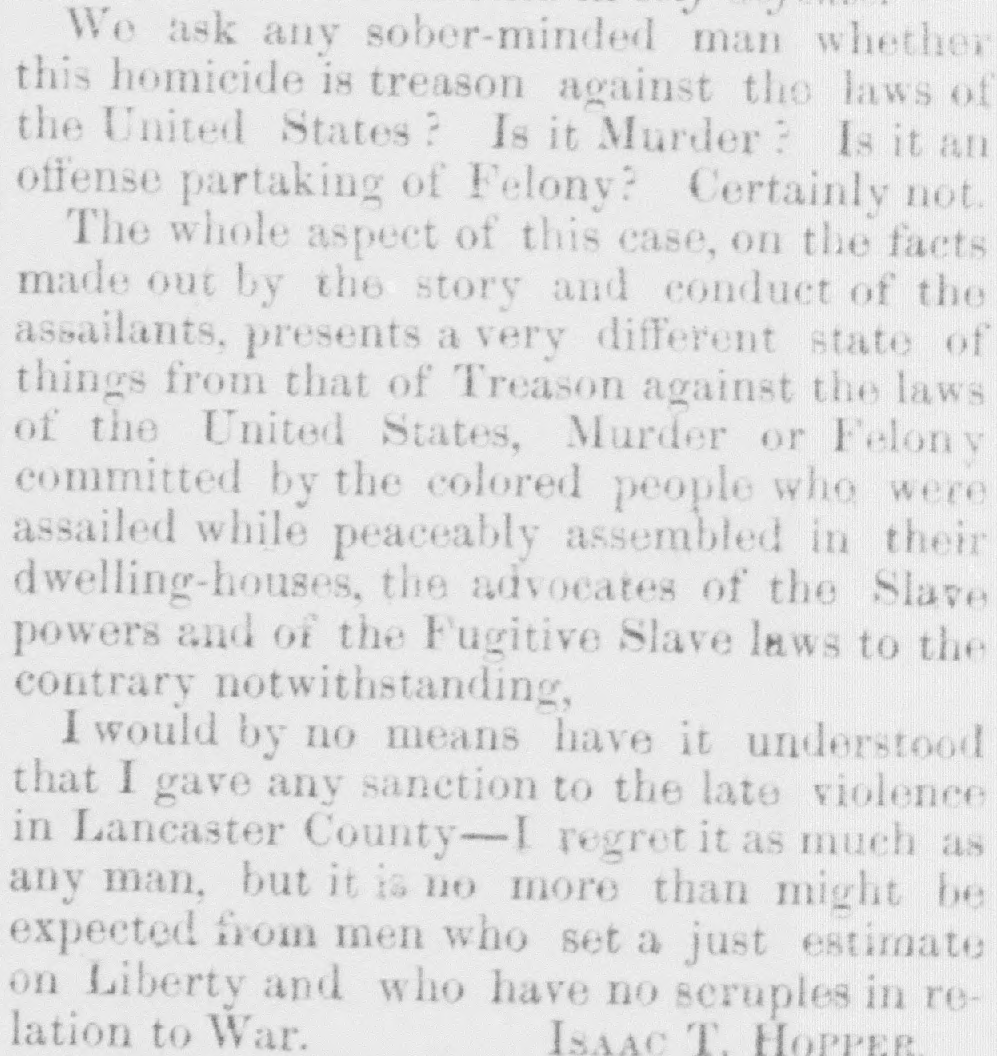 We ask any sober-minded man whether
this homicide is treason against the laws of
the United States? Is it Murder? Is it an
offense partaking of Felony? Certainly not.
The whole aspect of this case, on the facts
made out by the story and conduct of the
assailants, presents a very different state of
things from that of Treason against the laws
of the United States, Murder or Felony
committed by the colored people who were
assailed while peaceably assembled in their
dwelling-houses, the advocates of the Slave
powers and of the Fugitive Slave laws to the
contrary notwithstanding,
I would by no means have it understood
that I gave any sanction to the late violence
in Lancaster County—I regret it as much as
any man, but it is no more than might be
expected from men who set a just estimate
on Liberty and who have no scruples in re-
lation to War. ISAAC T. HOPPER